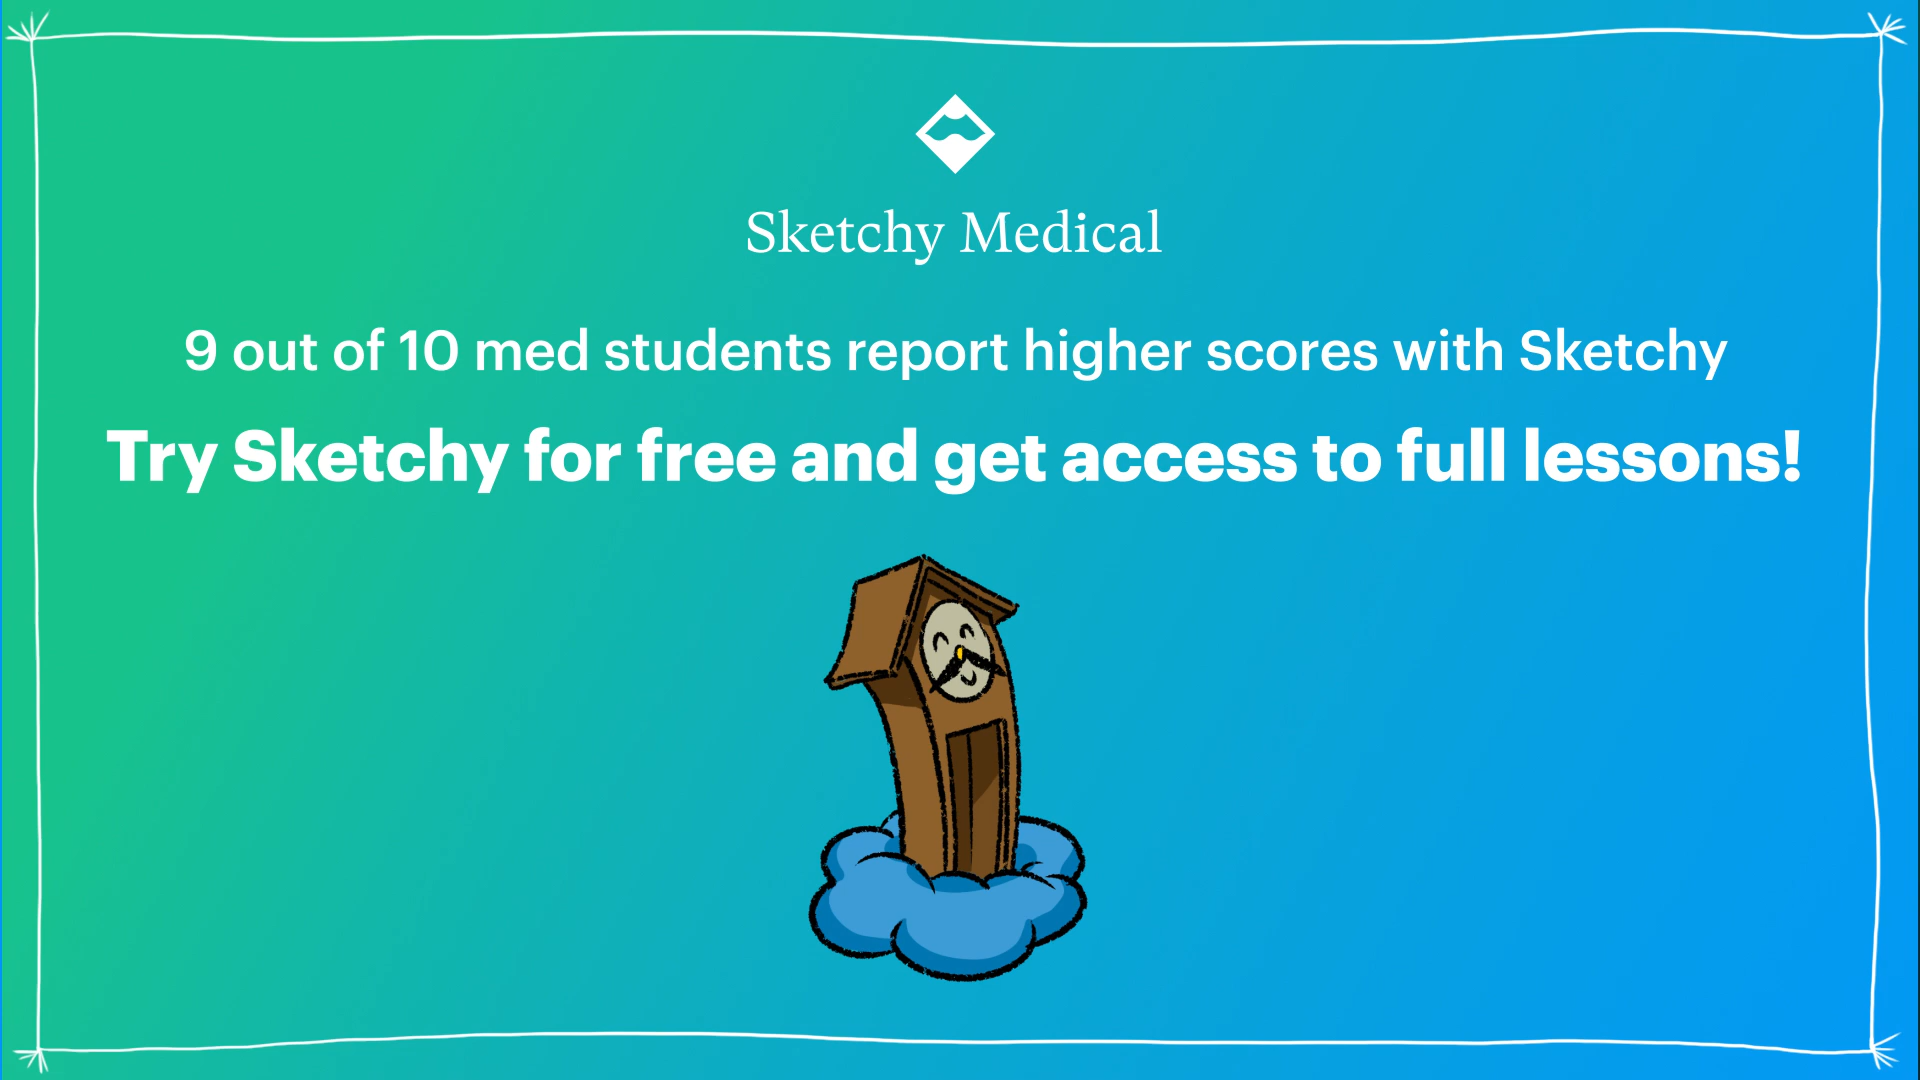 Sketchy Medical
9 out of 10 med students report higher scores with Sketchy
Try Sketchy for free and get access to full lessons!